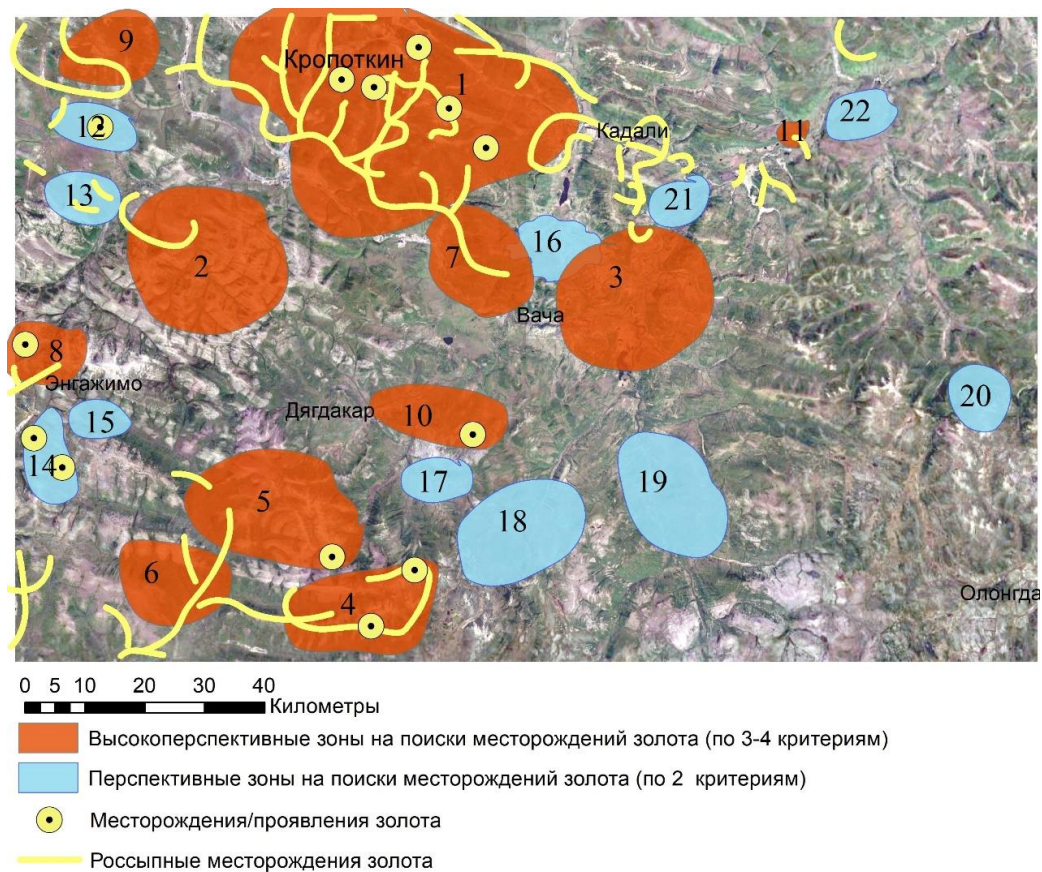 9
Кропоткин
1
22
12
Кадали
11
13
21
16
2
7
3
Вача
8
Энгажимо
Дягдакар
10
20
15
14
17
19
5
18
6
4
Олонгда
0 5 10 20 30 40
Километры
Высокоперспективные зоны на поиски месторождений золота (по 3-4 критериям)
Перспективные зоны на поиски месторождений золота (по 2 критериям)
Месторождения/проявления золота
Россыпные месторождения золота